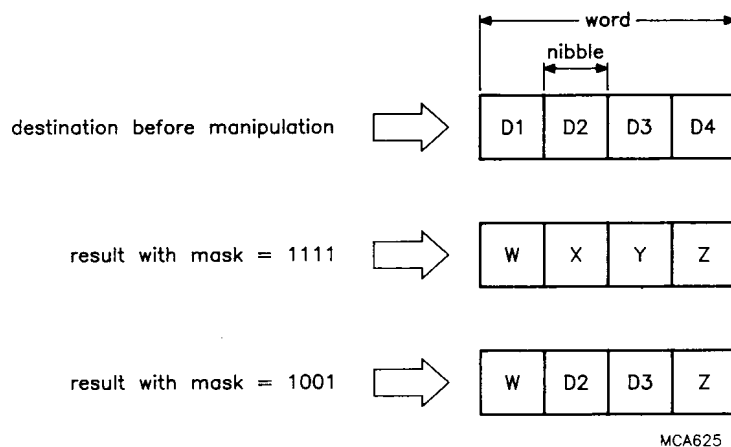 word
nibble
destination before manipulation D1 D2 D3 D4
result with mask = 1111 W X Y Z
result with mask = 1001 W D2 D3 Z
MCA625